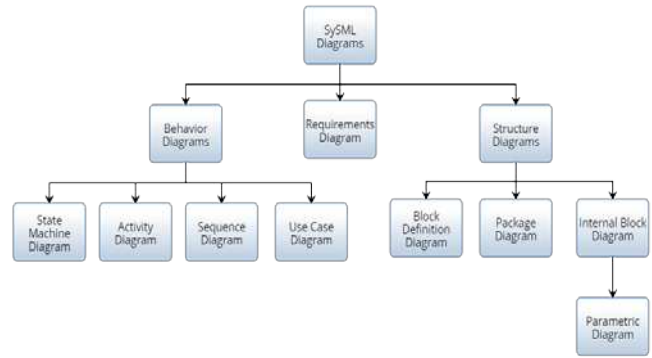 SySML
Diagrams
Behavior
Diagrams
Requirements
Diagram
Structure
Diagrams
State
Machine
Diagram
Activity
Diagram
Sequence
Diagram
Use Case
Diagram
Block
Definition
Diagram
Package
Diagram
Internal Block
Diagram
Parametric
Diagram